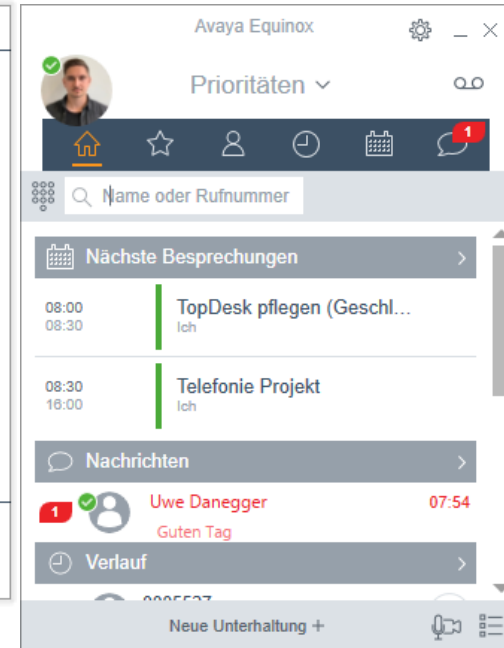 Avaya Equinox
Prioritäten
1
Name oder Rufnummer
Nächste Besprechungen
08:00
08:30
TopDesk pflegen (Geschl...
Ich
08:30
16:00
Telefonie Projekt
Ich
Nachrichten
1
Uwe Danegger
07:54
Guten Tag
Verlauf
Neue Unterhaltung +